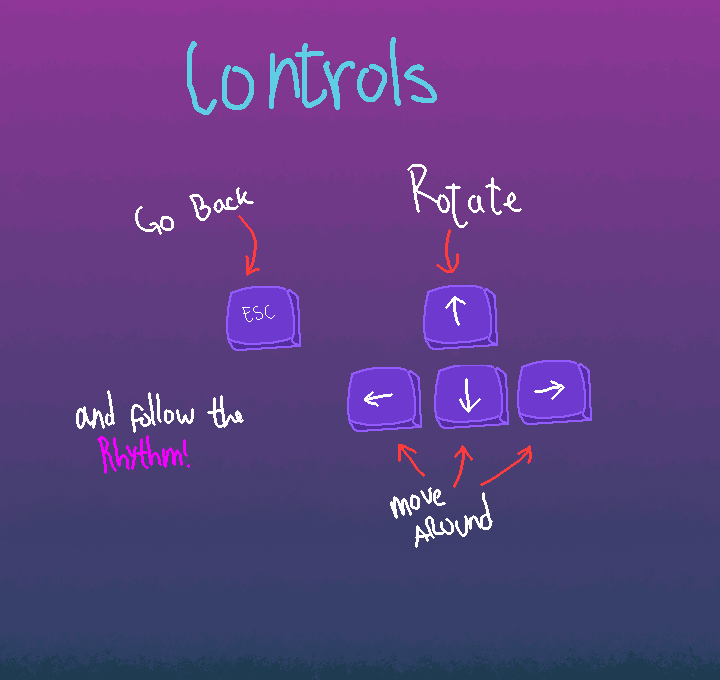 Controls
Go Back
Rotate
ESC
↑
← ↓ →
and follow the
Rhythm!
move
AROUND